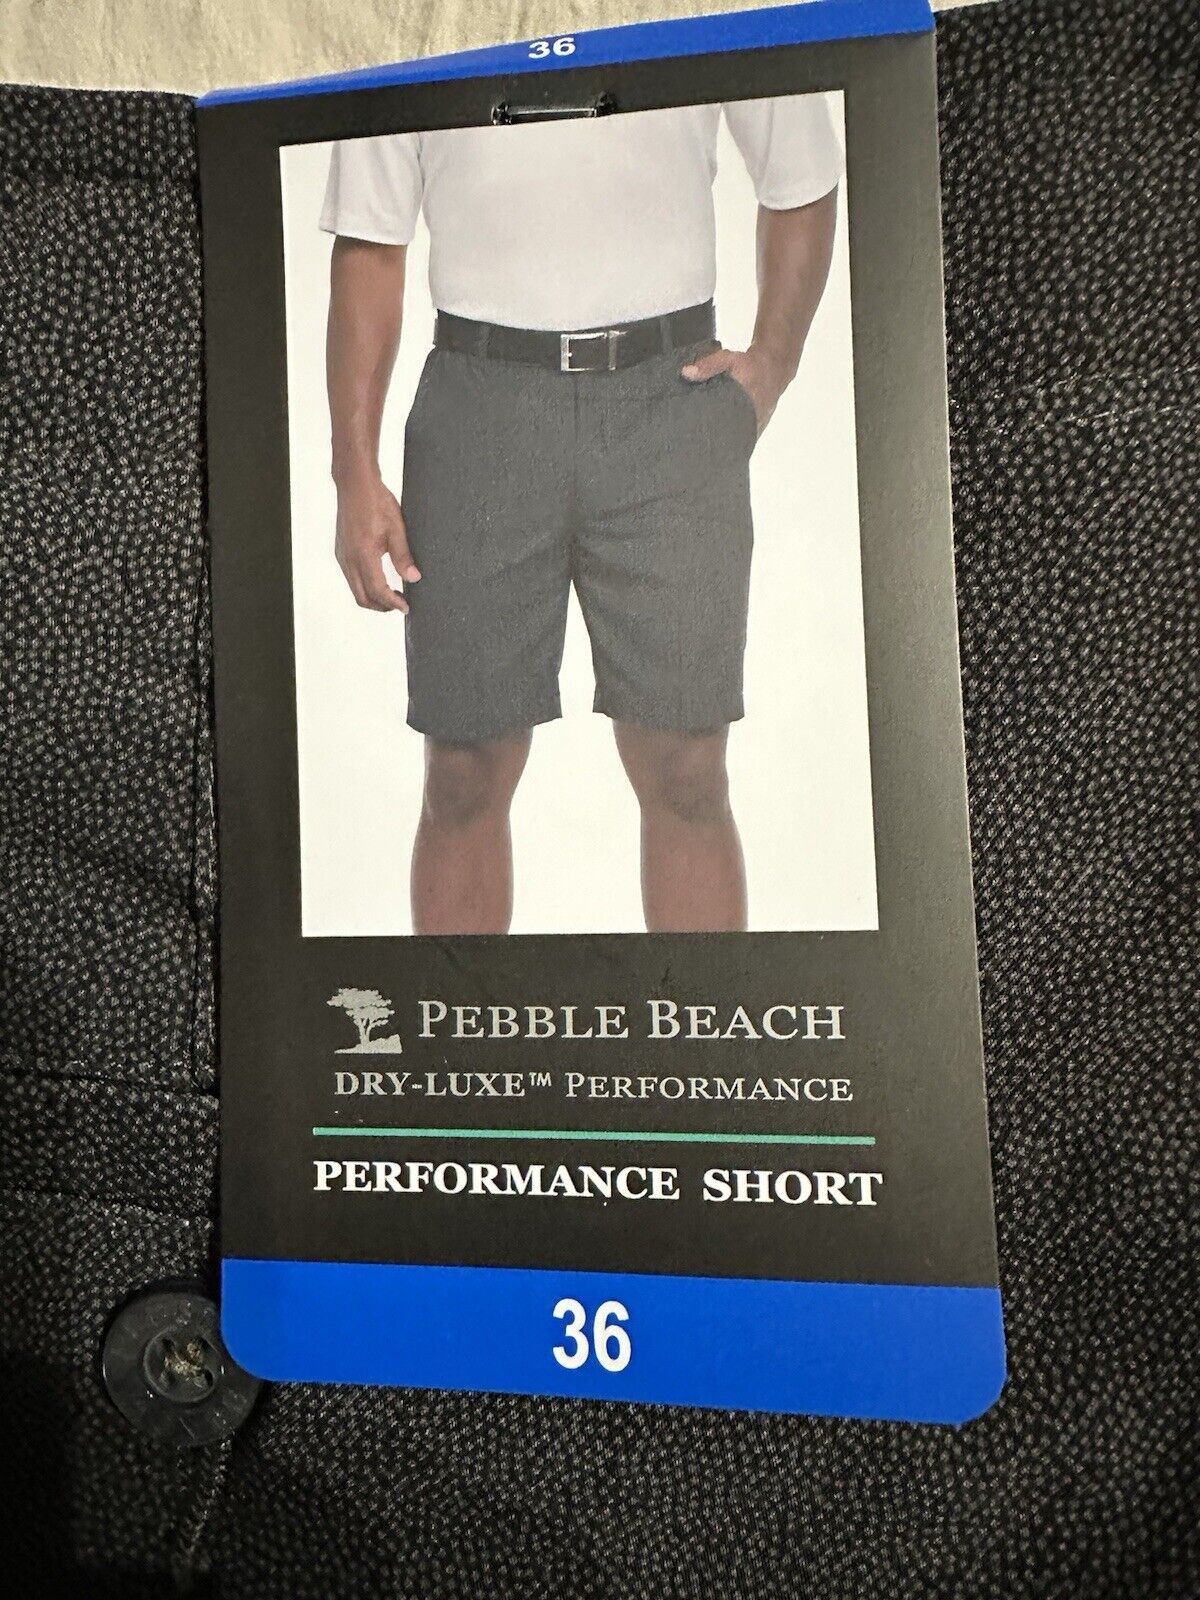 36
PEBBLE BEACH
DRY-LUXE™ PERFORMANCE
PERFORMANCE SHORT
36